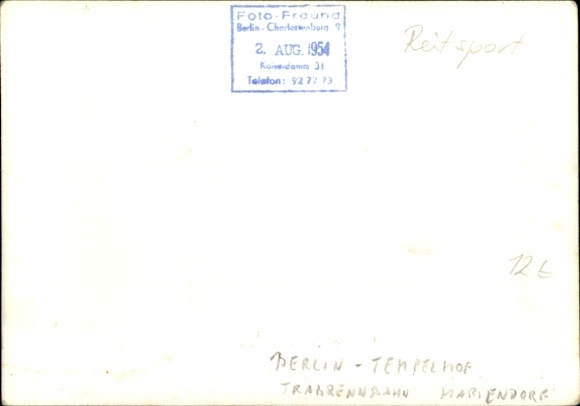 Foto-Freund
Berlin-Charlottenburg 9
2. AUG. 1954
Kaiserdamm 31
Telefon: 92 77 73
Reitsport
12 €
BERLIN - TEMPELHOF
TRABRENNBAHN MARIENDORF